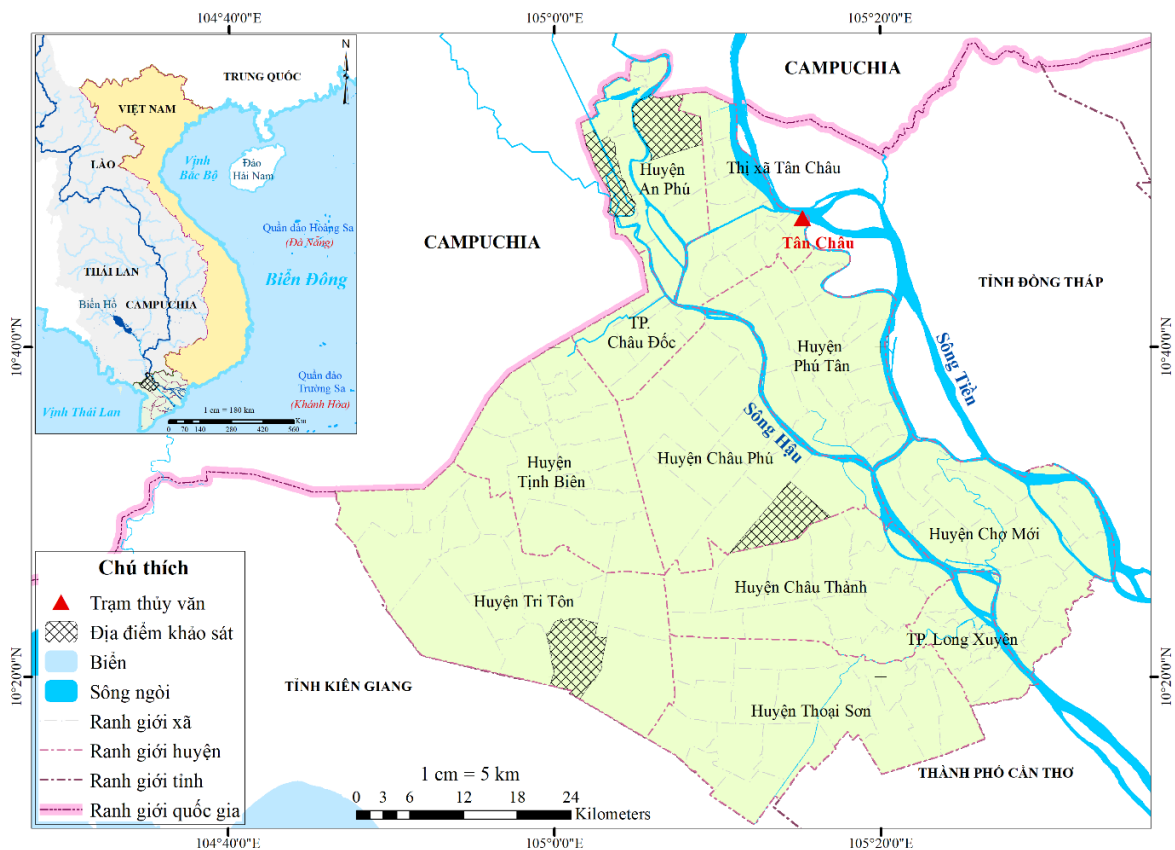 104°40'0"E
105°0'0"E
105°20'0"E
N
TRUNG QUỐC
VIỆT NAM
LÀO
Vịnh
Bắc Bộ
Đảo
Hải Nam
Quần đảo Hoàng Sa
(Đà Nẵng)
THÁI LAN
Biển Đông
Biển Hồ
CAMPUCHIA
Quần đảo
Trường Sa
(Khánh Hòa)
Vịnh Thái Lan
1 cm = 180 km
0 70 140 280 420 560
Km
CAMPUCHIA
Huyện
An Phú
Thị xã Tân Châu
CAMPUCHIA
Tân Châu
TỈNH ĐỒNG THÁP
TP.
Châu Đốc
Huyện
Phú Tân
Sông Tiền
Sông Hậu
Huyện
Tịnh Biên
Huyện Châu Phú
Huyện Chợ Mới
Huyện Châu Thành
Huyện Tri Tôn
TP. Long Xuyên
TỈNH KIÊN GIANG
Huyện Thoại Sơn
THÀNH PHỐ CẦN THƠ
10°40'0"N
10°40'0"N
10°20'0"N
10°20'0"N
Chú thích
Trạm thủy văn
Địa điểm khảo sát
Biển
Sông ngòi
Ranh giới xã
Ranh giới huyện
Ranh giới tỉnh
Ranh giới quốc gia
1 cm = 5 km
0 3 6 12 18 24
Kilometers
104°40'0"E
105°0'0"E
105°20'0"E